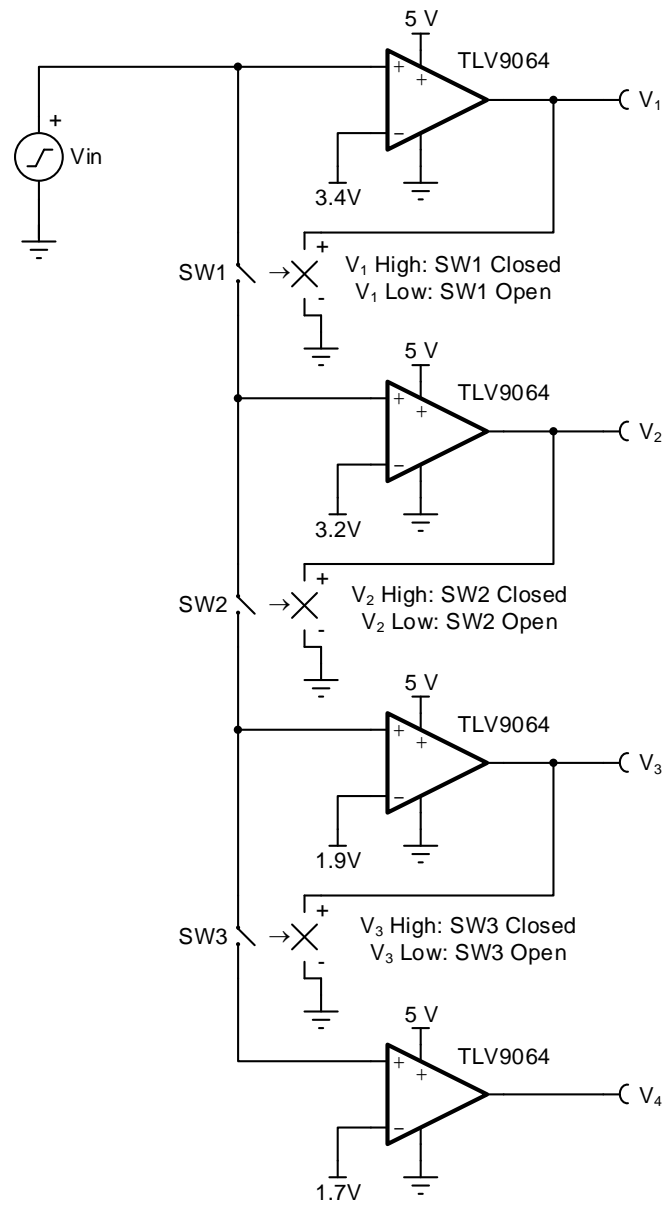 5 V
TLV9064
+
+
−
V₁
+
Vin
3.4V
+
SW1
→
V₁ High: SW1 Closed
V₁ Low: SW1 Open
-
5 V
TLV9064
+
+
−
V₂
3.2V
+
SW2
→
V₂ High: SW2 Closed
V₂ Low: SW2 Open
-
5 V
TLV9064
+
+
−
V₃
1.9V
+
SW3
→
V₃ High: SW3 Closed
V₃ Low: SW3 Open
-
5 V
TLV9064
+
+
−
V₄
1.7V